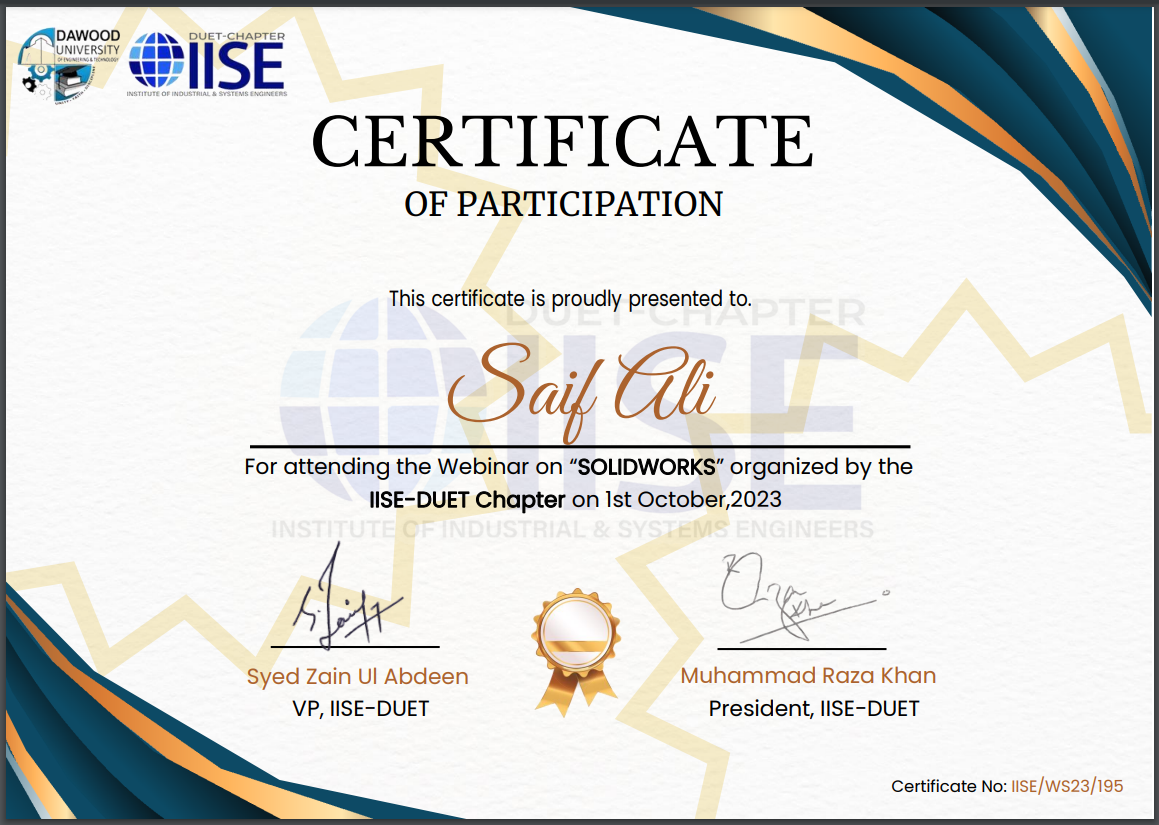 DAWOOD
UNIVERSITY
OF ENGINEERING & TECHNOLOGY
DUET-CHAPTER
IISE
INSTITUTE OF INDUSTRIAL & SYSTEMS ENGINEERS
CERTIFICATE
OF PARTICIPATION
This certificate is proudly presented to.
DUET-CHAPTER
IISE
Saif Ali
For attending the Webinar on “SOLIDWORKS” organized by the
IISE-DUET Chapter on 1st October,2023
INSTITUTE OF INDUSTRIAL & SYSTEMS ENGINEERS
Syed Zain Ul Abdeen
VP, IISE-DUET
Muhammad Raza Khan
President, IISE-DUET
Certificate No: IISE/WS23/195